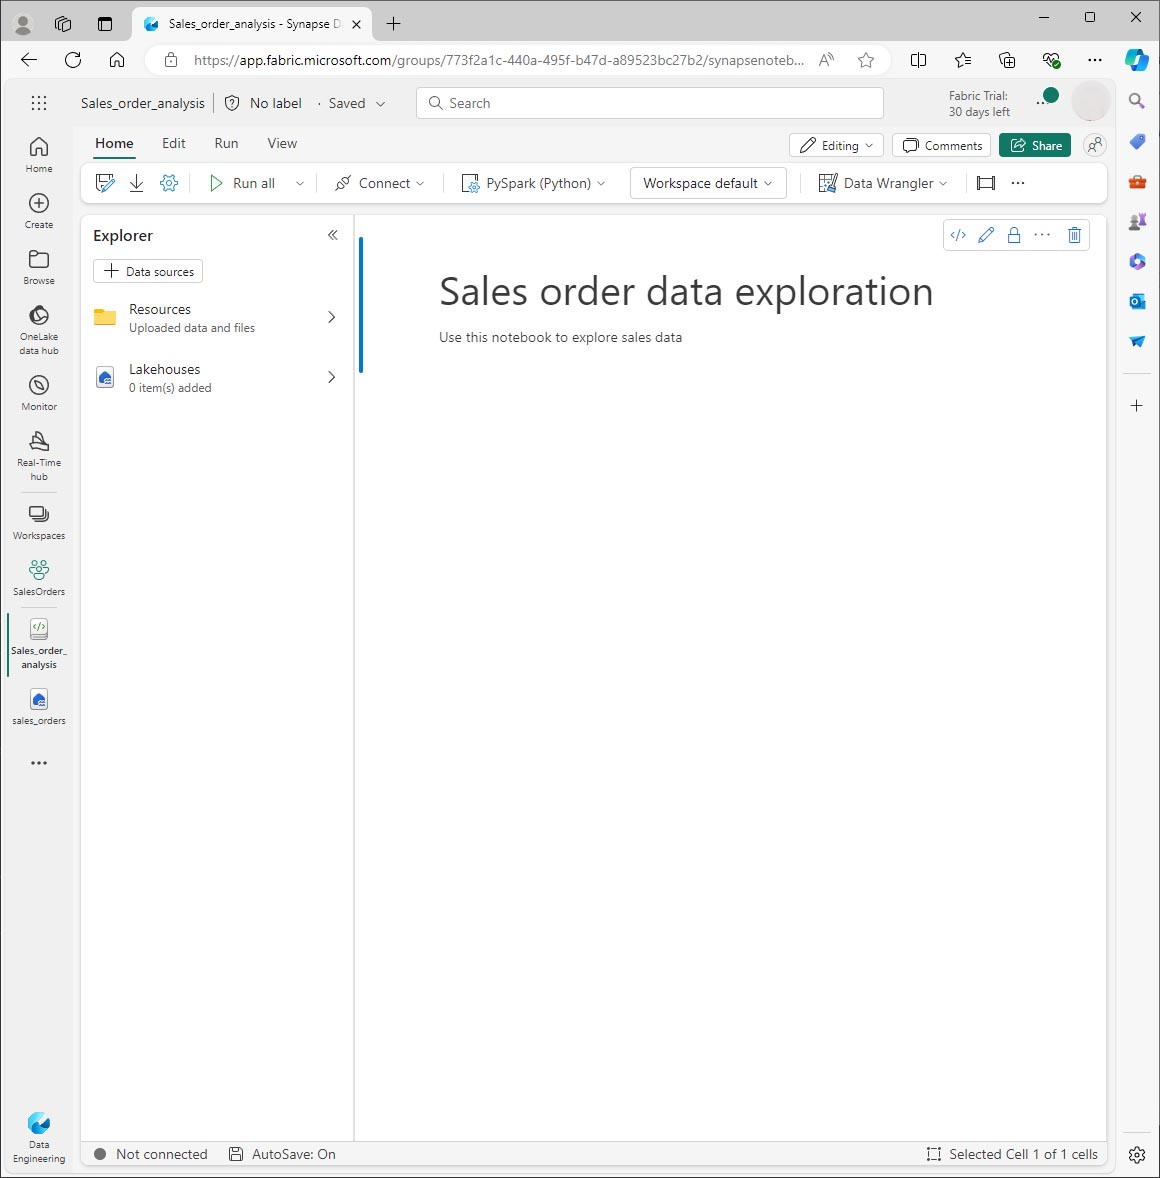 Sales_order_analysis - Synapse D
https://app.fabric.microsoft.com/groups/773f2a1c-440a-495f-b47d-a89523bc27b2/synapsenoteb...
Sales_order_analysis
No label
· Saved
Search
Fabric Trial:
30 days left
Home
Edit
Run
View
Editing
Comments
Share
Run all
Connect
PySpark (Python)
Workspace default
Data Wrangler
Home
Create
Browse
OneLake
data hub
Monitor
Real-Time
hub
Workspaces
SalesOrders
Sales_order_
analysis
sales_orders
Data
Engineering
Explorer
Data sources
Resources
Uploaded data and files
Lakehouses
0 item(s) added
Sales order data exploration
Use this notebook to explore sales data
Not connected
AutoSave: On
Selected Cell 1 of 1 cells